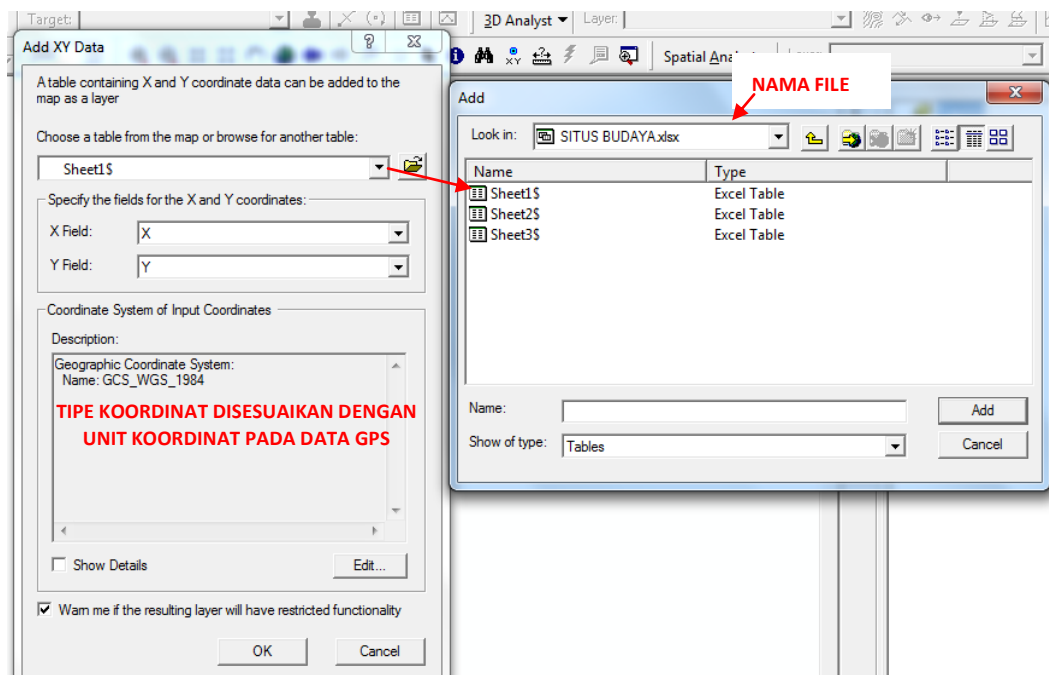 Target:
3D Analyst
Layer:
Add XY Data
Spatial
A table containing X and Y coordinate data can be added to the
map as a layer
Choose a table from the map or browse for another table:
Sheet1$
Specify the fields for the X and Y coordinates:
X Field:
X
Y Field:
Y
Coordinate System of Input Coordinates
Description:
Geographic Coordinate System:
Name: GCS_WGS_1984
TIPE KOORDINAT DISESUAIKAN DENGAN
UNIT KOORDINAT PADA DATA GPS
Show Details
Edit...
Warn me if the resulting layer will have restricted functionality
OK
Cancel
NAMA FILE
Add
Look in:
SITUS BUDAYA.xlsx
Name
Type
Sheet1$
Excel Table
Sheet2$
Excel Table
Sheet3$
Excel Table
Name:
Add
Show of type:
Tables
Cancel